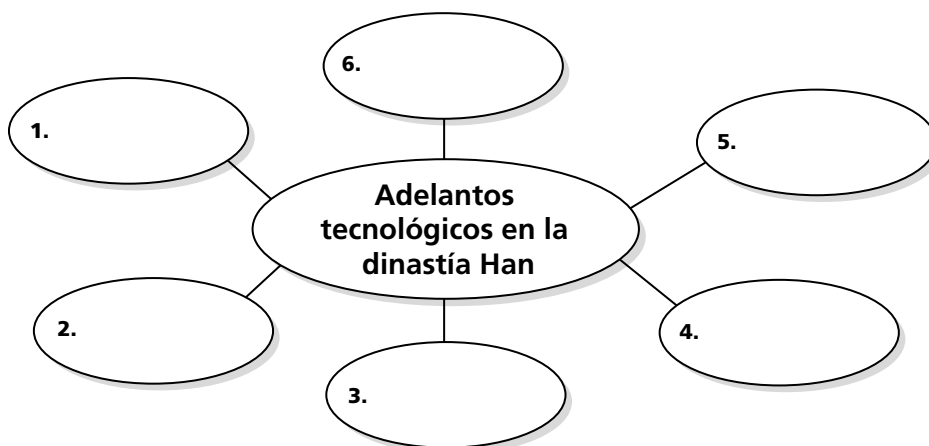 6.
1.
5.
Adelantos
tecnológicos en la
dinastía Han
2.
4.
3.